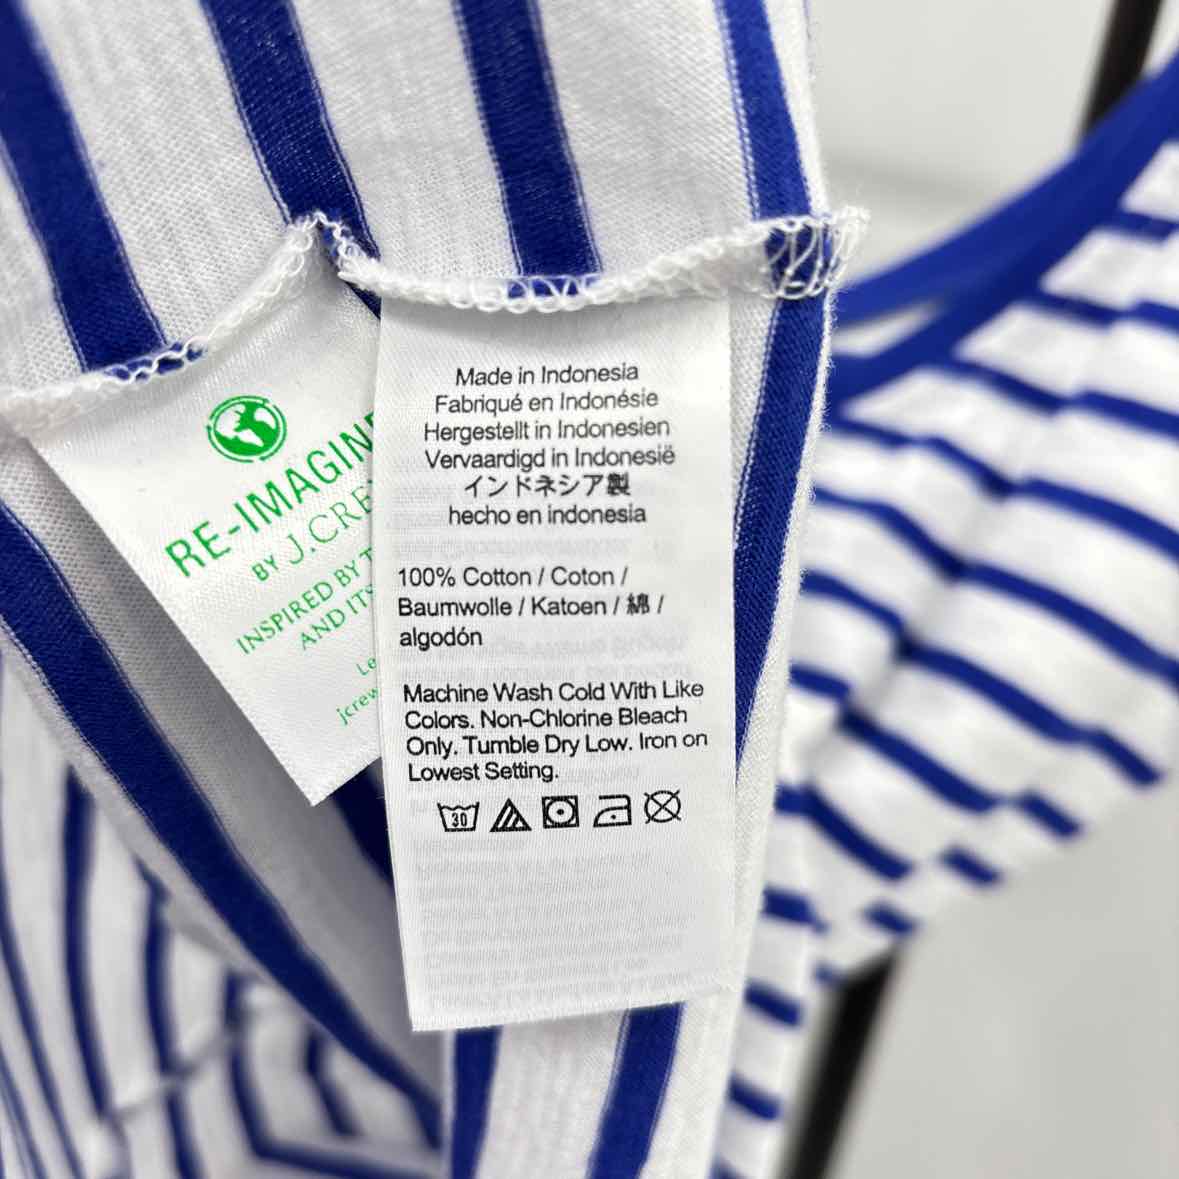 RE-IMAGINE
BY J.CRE
INSPIRED BY T
AND ITS
Le
jcrew
Made in Indonesia
Fabriqué en Indonésie
Hergestellt in Indonesien
Vervaardigd in Indonesië
インドネシア製
hecho en indonesia
100% Cotton / Coton /
Baumwolle / Katoen / 綿 /
algodón
Machine Wash Cold With Like
Colors. Non-Chlorine Bleach
Only. Tumble Dry Low. Iron on
Lowest Setting.
30